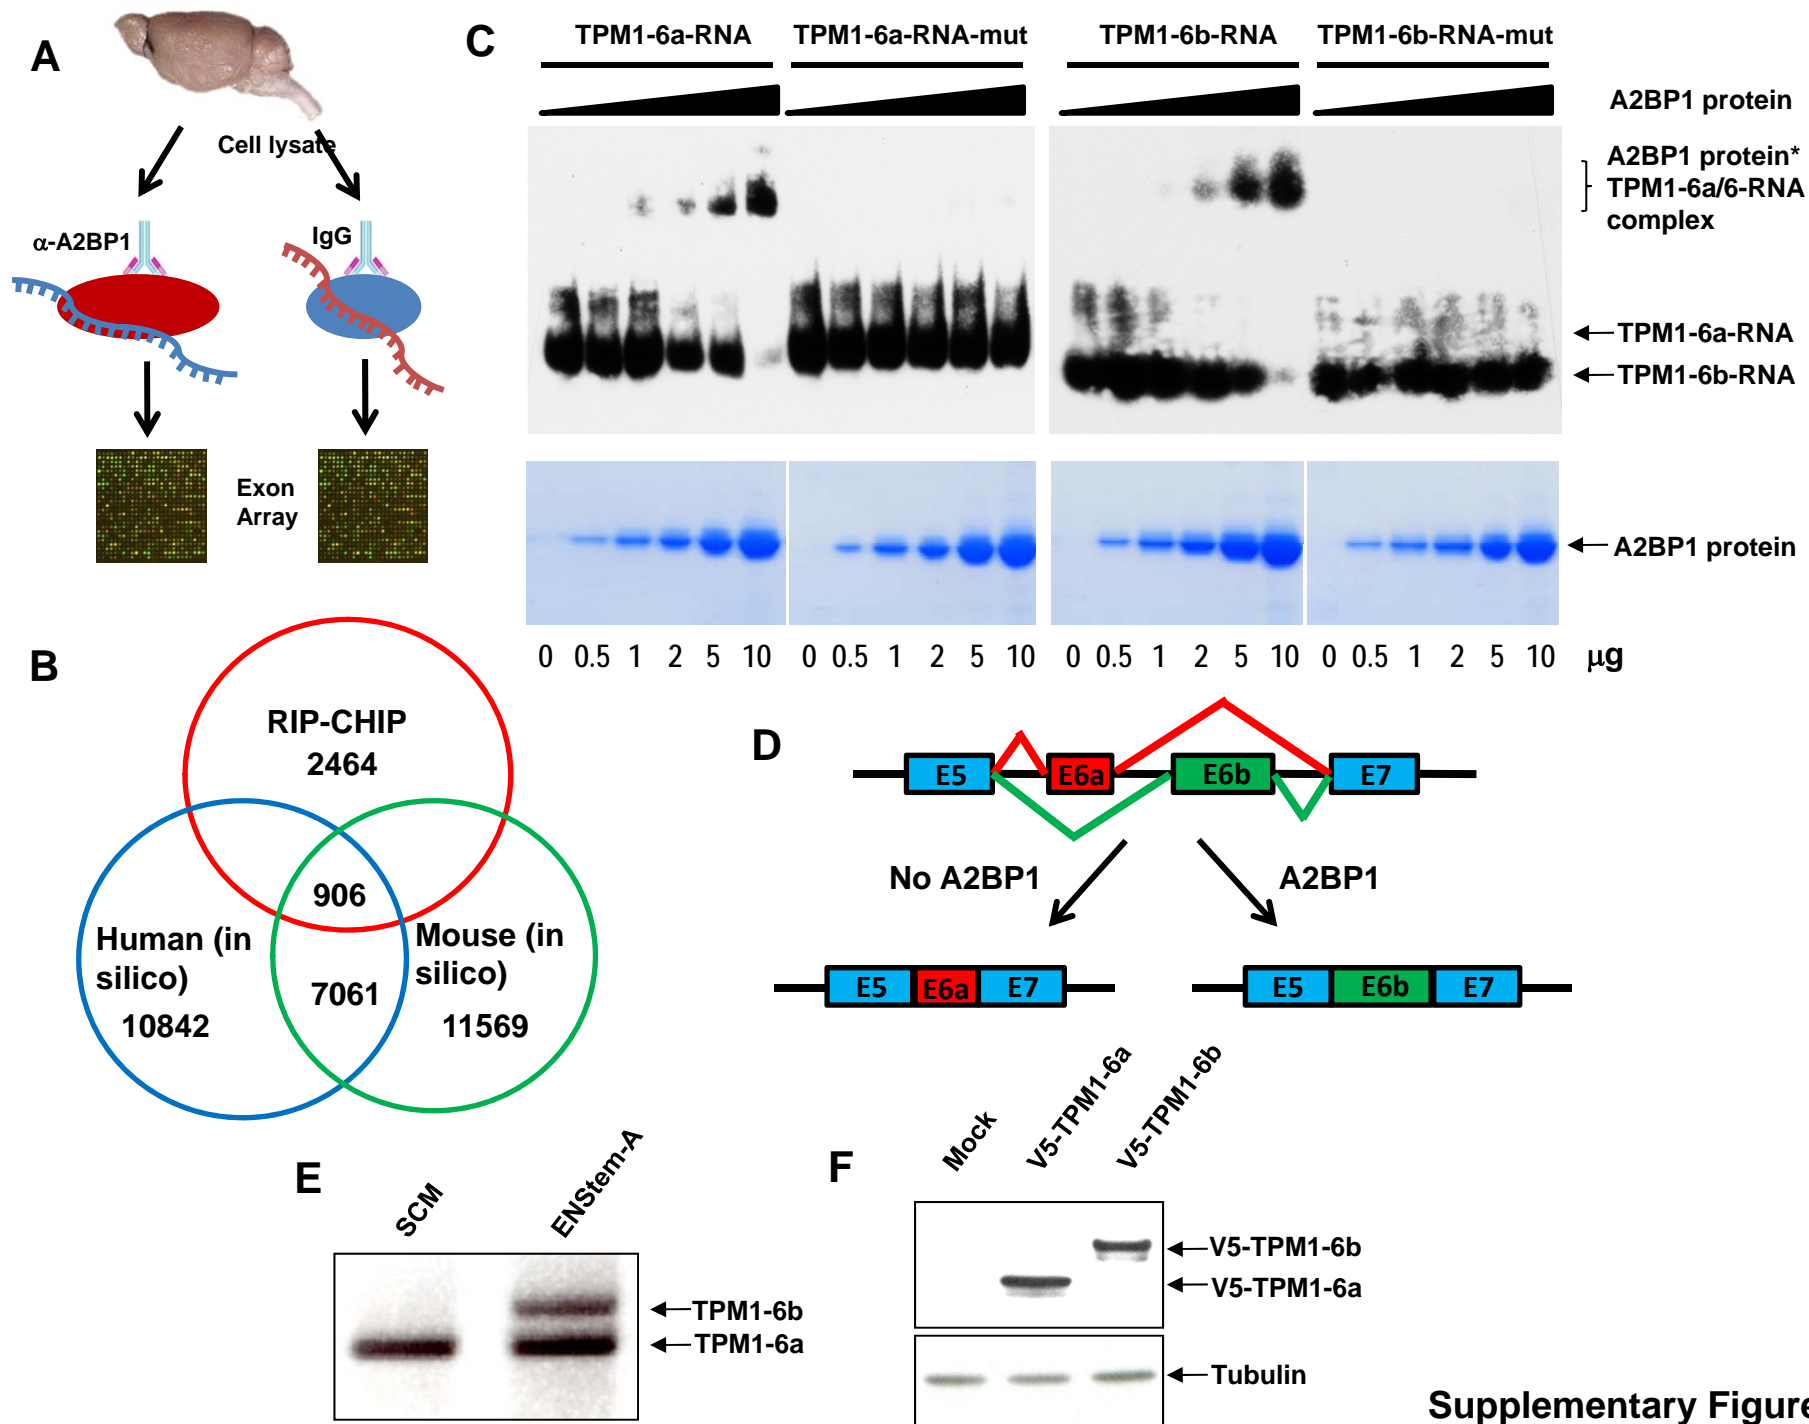 A
Cell lysate
α-A2BP1
IgG
Exon
Array
B
RIP-CHIP
2464
906
Human (in
silico)
10842
Mouse (in
silico)
11569
7061
C
TPM1-6a-RNA TPM1-6a-RNA-mut TPM1-6b-RNA TPM1-6b-RNA-mut
A2BP1 protein
A2BP1 protein*
TPM1-6a/6-RNA
complex
TPM1-6a-RNA
TPM1-6b-RNA
A2BP1 protein
0 0.5 1 2 5 10 0 0.5 1 2 5 10 0 0.5 1 2 5 10 0 0.5 1 2 5 10 μg
D
E5 E6a E6b E7
No A2BP1 A2BP1
E5 E6a E7 E5 E6b E7
E
SCM ENStem-A
TPM1-6b
TPM1-6a
F
Mock V5-TPM1-6a V5-TPM1-6b
V5-TPM1-6b
V5-TPM1-6a
Tubulin
Supplementary Figure